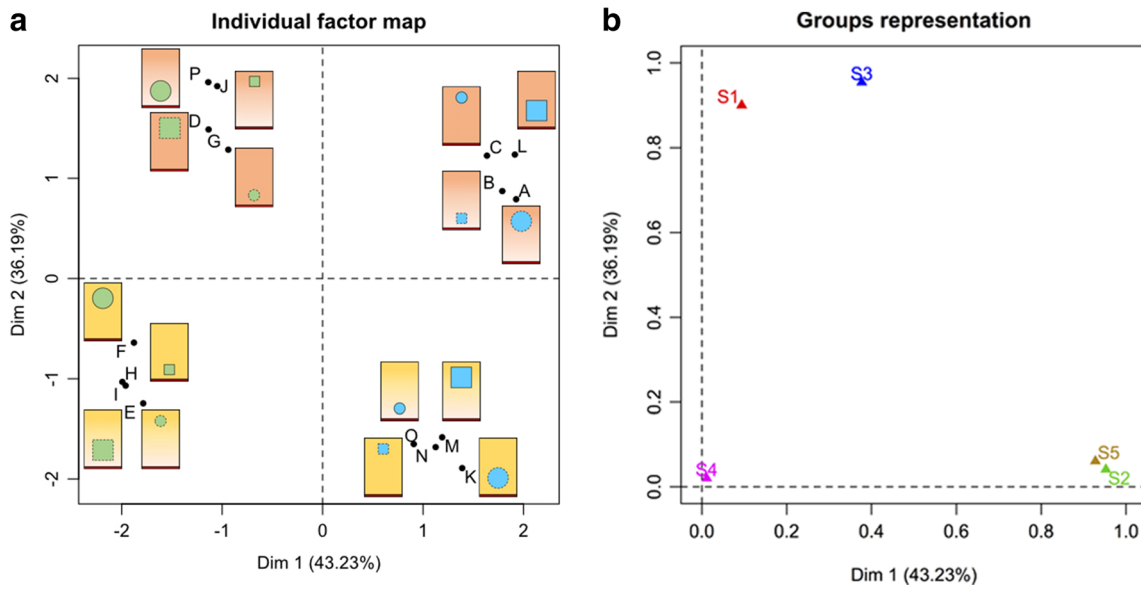 a
Individual factor map
2
1
0
-1
-2
Dim 2 (36.19%)
P
J
D
G
C
L
B
A
F
H
I
E
O
N
M
K
-2
-1
0
1
2
Dim 1 (43.23%)
b
Groups representation
1.0
0.8
0.6
0.4
0.2
0.0
Dim 2 (36.19%)
S1
S3
S4
S5
S2
0.0
0.2
0.4
0.6
0.8
1.0
Dim 1 (43.23%)